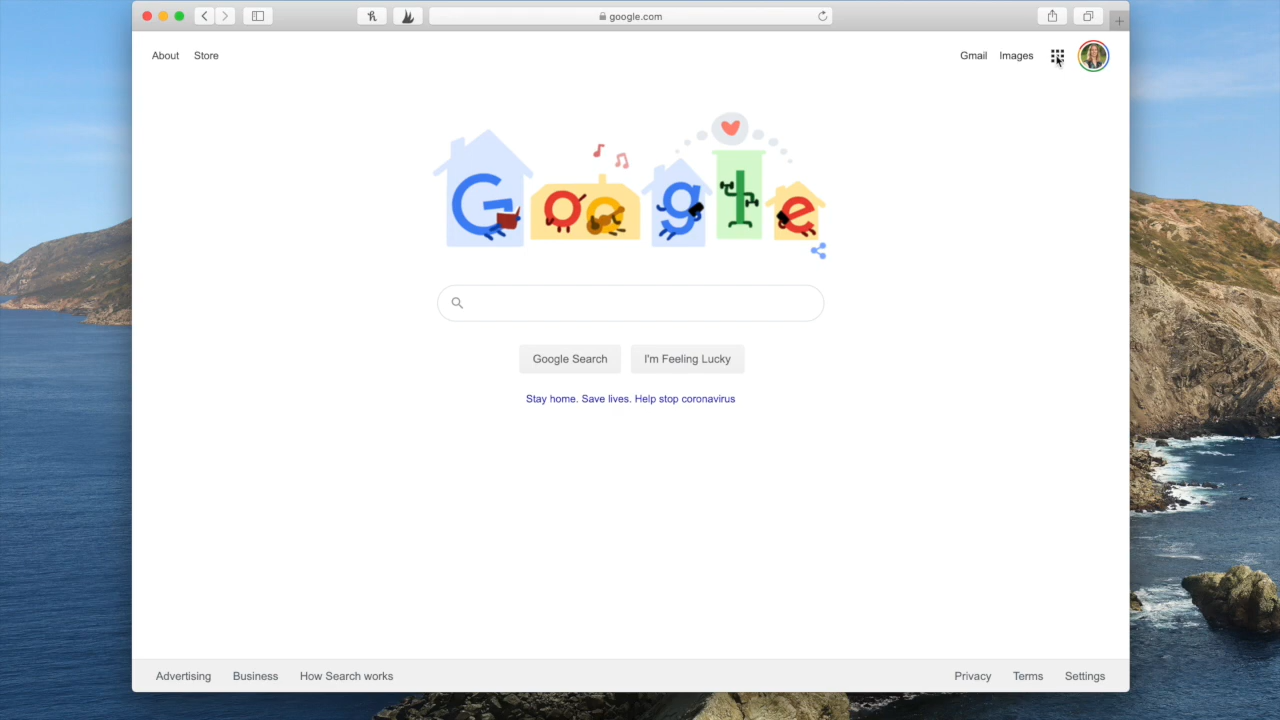 google.com
About Store Gmail Images
Google
Google Search I'm Feeling Lucky
Stay home. Save lives. Help stop coronavirus
Advertising Business How Search works Privacy Terms Settings